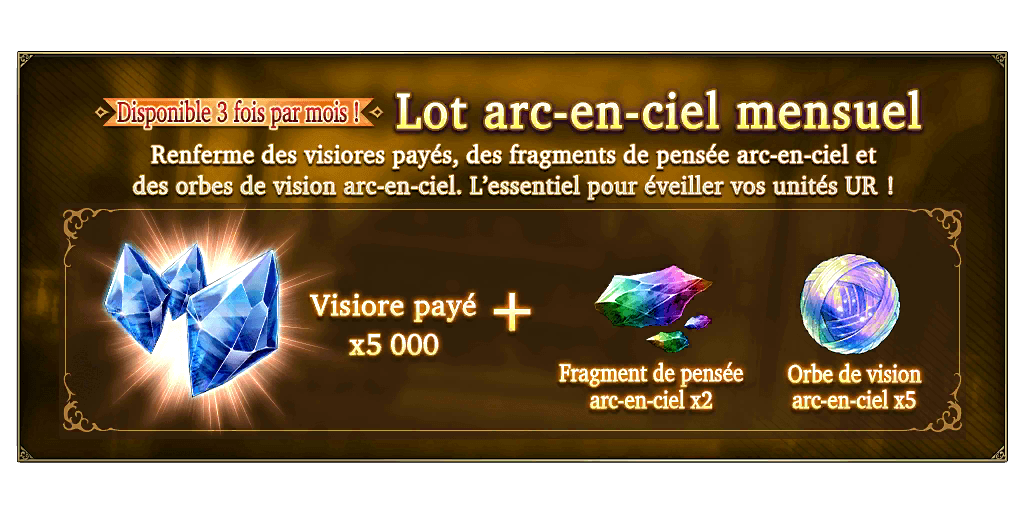 Disponible 3 fois par mois !
Lot arc-en-ciel mensuel
Renferme des visiores payés, des fragments de pensée arc-en-ciel et
des orbes de vision arc-en-ciel. L'essentiel pour éveiller vos unités UR !
Visiore payé
x5 000
+
Fragment de pensée
arc-en-ciel x2
Orbe de vision
arc-en-ciel x5